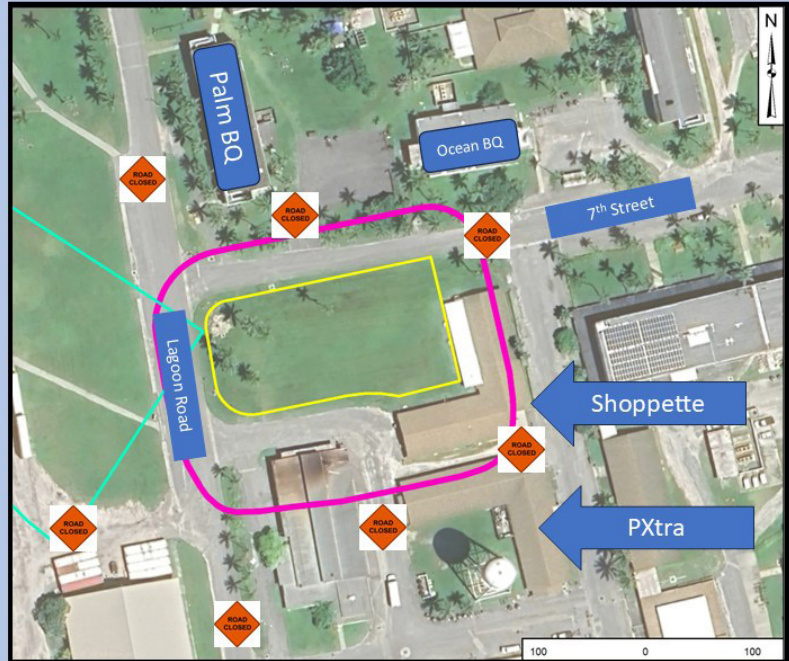 N
Palm BQ
Ocean BQ
ROAD
CLOSED
ROAD
CLOSED
7th Street
ROAD
CLOSED
Lagoon Road
Shoppette
ROAD
CLOSED
ROAD
CLOSED
ROAD
CLOSED
PXtra
ROAD
CLOSED
100 0 100